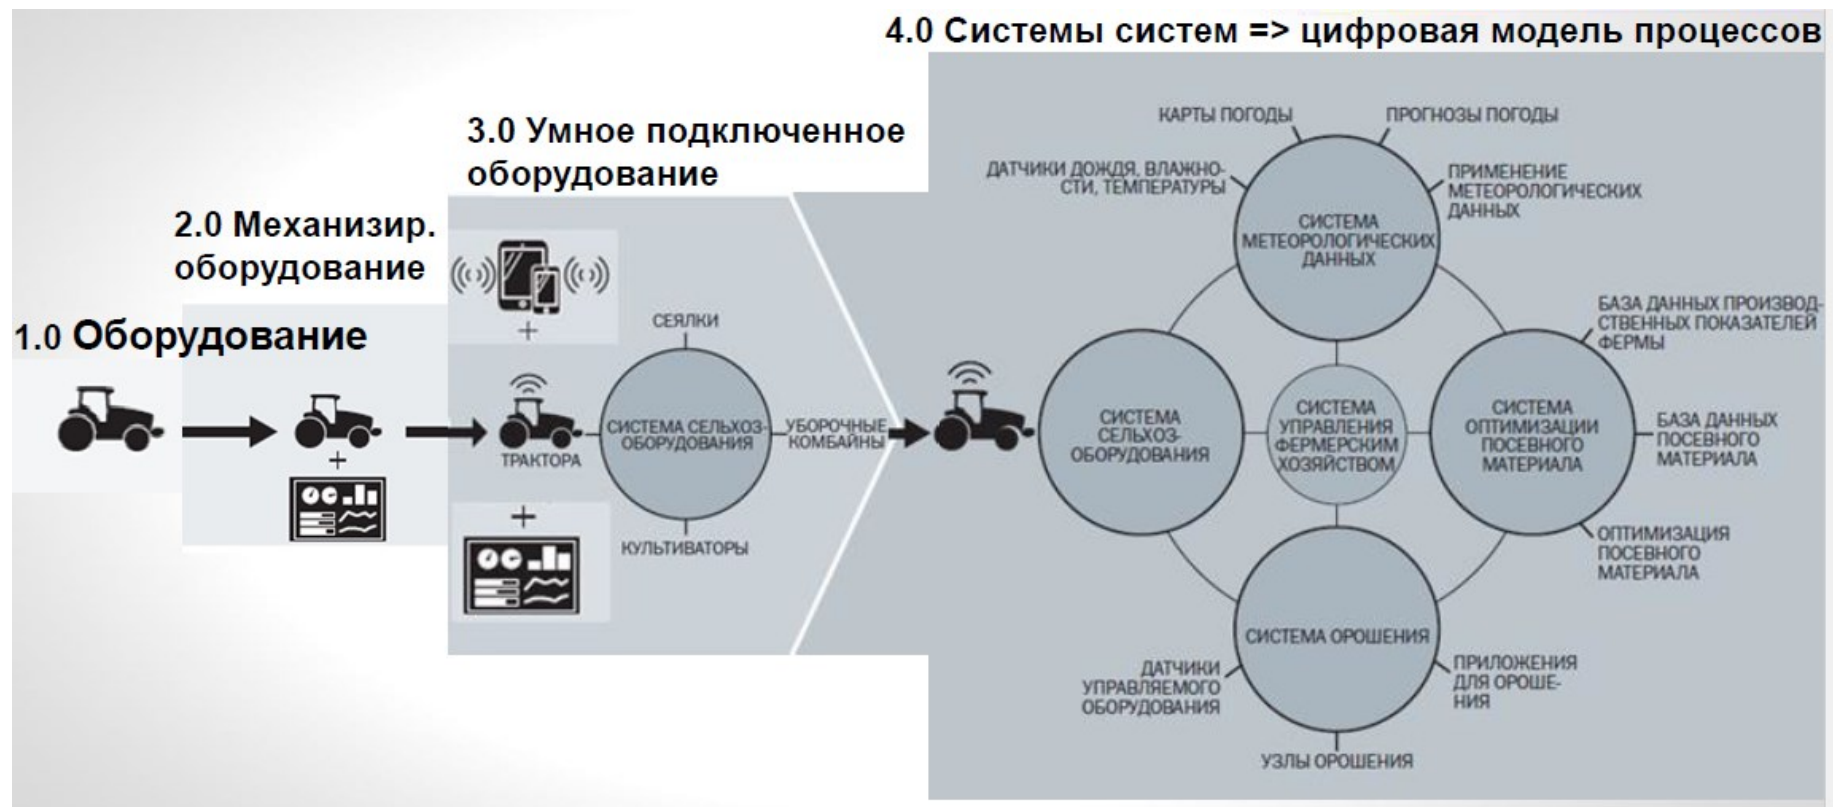 4.0 Системы систем => цифровая модель процессов
3.0 Умное подключенное
оборудование
2.0 Механизир.
оборудование
1.0 Оборудование
+
+
+
СЕЯЛКИ
ТРАКТОРА
СИСТЕМА СЕЛЬХОЗ-
ОБОРУДОВАНИЯ
УБОРОЧНЫЕ
КОМБАЙНЫ
КУЛЬТИВАТОРЫ
КАРТЫ ПОГОДЫ
ПРОГНОЗЫ ПОГОДЫ
ДАТЧИКИ ДОЖДЯ, ВЛАЖНО-
СТИ, ТЕМПЕРАТУРЫ
ПРИМЕНЕНИЕ
МЕТЕОРОЛОГИЧЕСКИХ
ДАННЫХ
СИСТЕМА
МЕТЕОРОЛОГИЧЕСКИХ
ДАННЫХ
БАЗА ДАННЫХ ПРОИЗВОД-
СТВЕННЫХ ПОКАЗАТЕЛЕЙ
ФЕРМЫ
СИСТЕМА
СЕЛЬХОЗ-
ОБОРУДОВАНИЯ
СИСТЕМА
УПРАВЛЕНИЯ
ФЕРМЕРСКИМ
ХОЗЯЙСТВОМ
СИСТЕМА
ОПТИМИЗАЦИИ
ПОСЕВНОГО
МАТЕРИАЛА
БАЗА ДАННЫХ
ПОСЕВНОГО
МАТЕРИАЛА
ОПТИМИЗАЦИЯ
ПОСЕВНОГО
МАТЕРИАЛА
СИСТЕМА ОРОШЕНИЯ
ДАТЧИКИ
УПРАВЛЯЕМОГО
ОБОРУДОВАНИЯ
ПРИЛОЖЕНИЯ
ДЛЯ ОРОШЕ-
НИЯ
УЗЛЫ ОРОШЕНИЯ